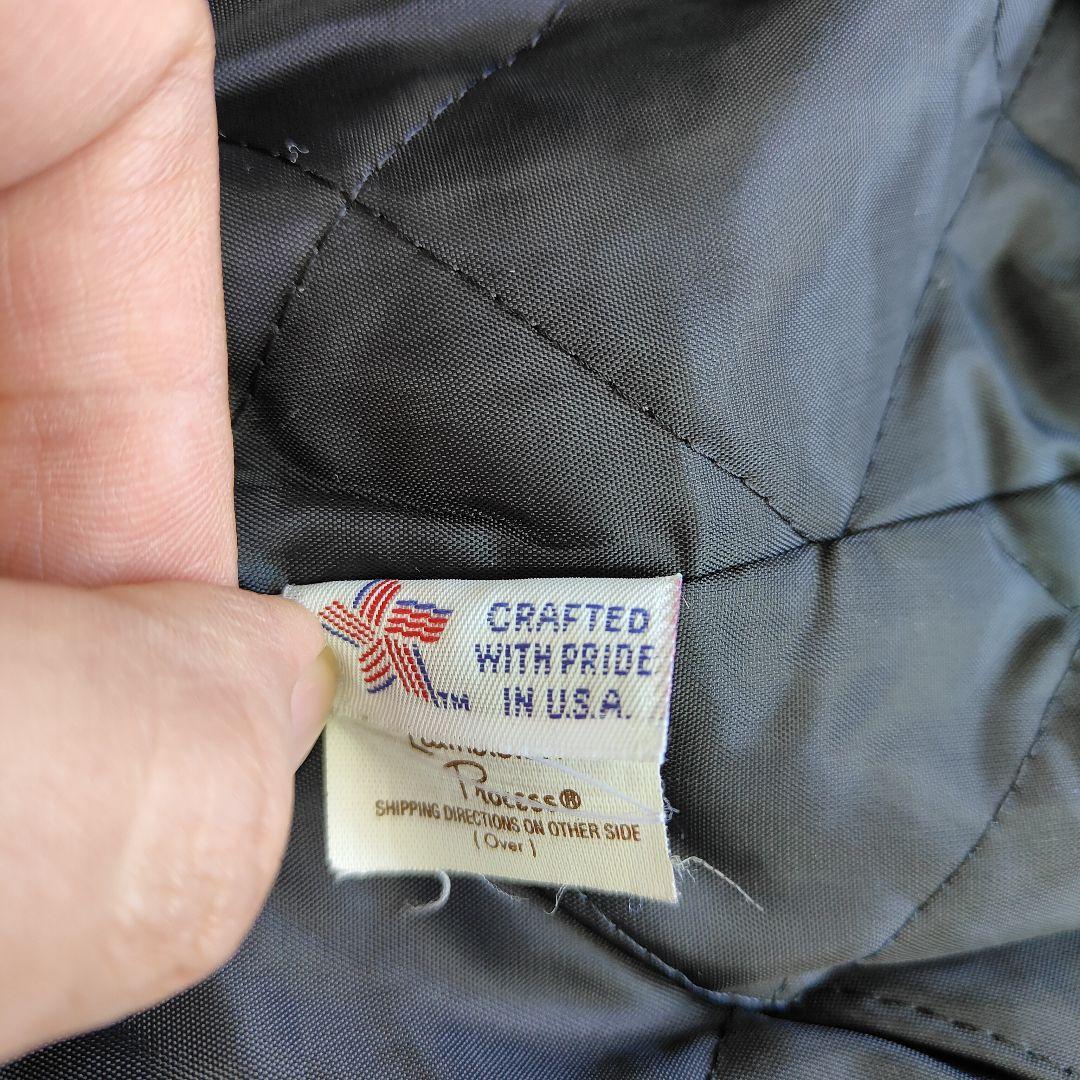 CRAFTED
WITH PRIDE
IN U.S.A.
TM
Process®
SHIPPING DIRECTIONS ON OTHER SIDE
(Over)